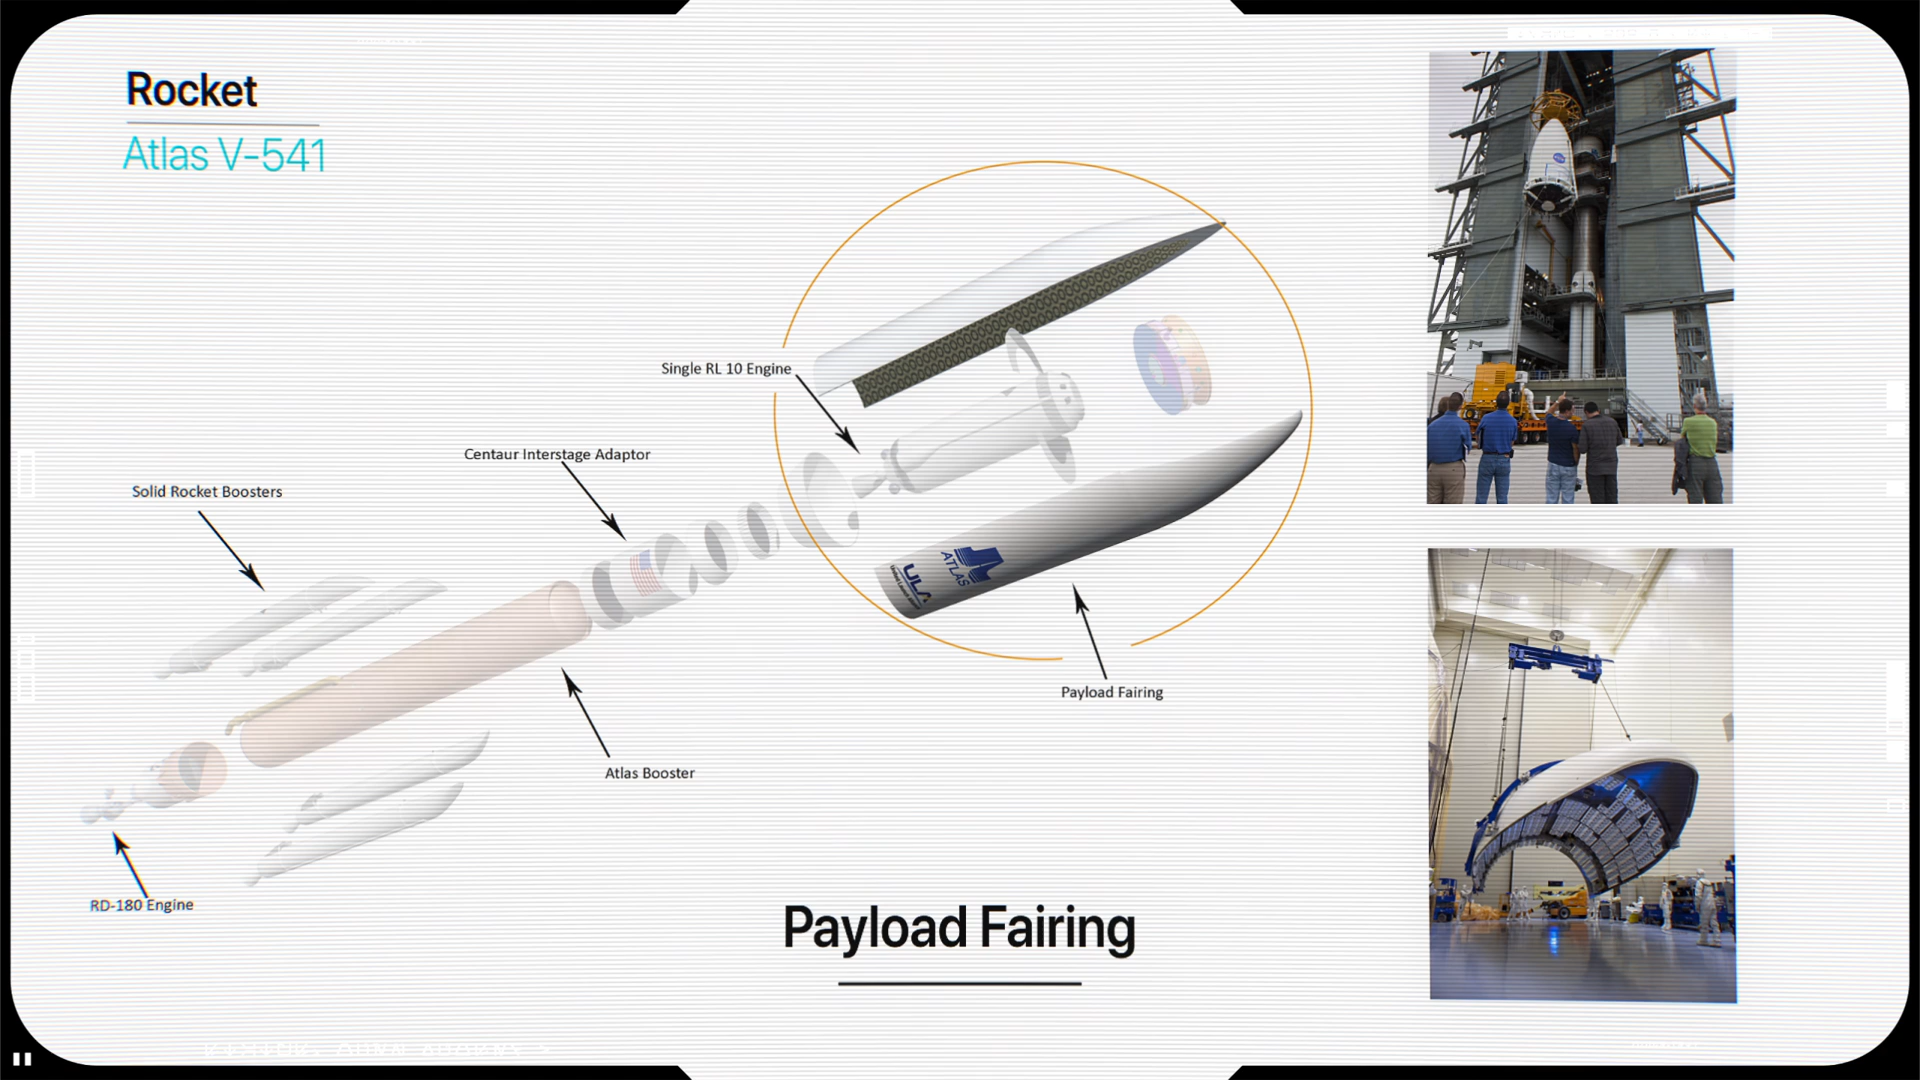 Rocket
Atlas V-541
Single RL 10 Engine
Centaur Interstage Adaptor
Solid Rocket Boosters
ATLAS
ULA
Payload Fairing
Atlas Booster
RD-180 Engine
Payload Fairing